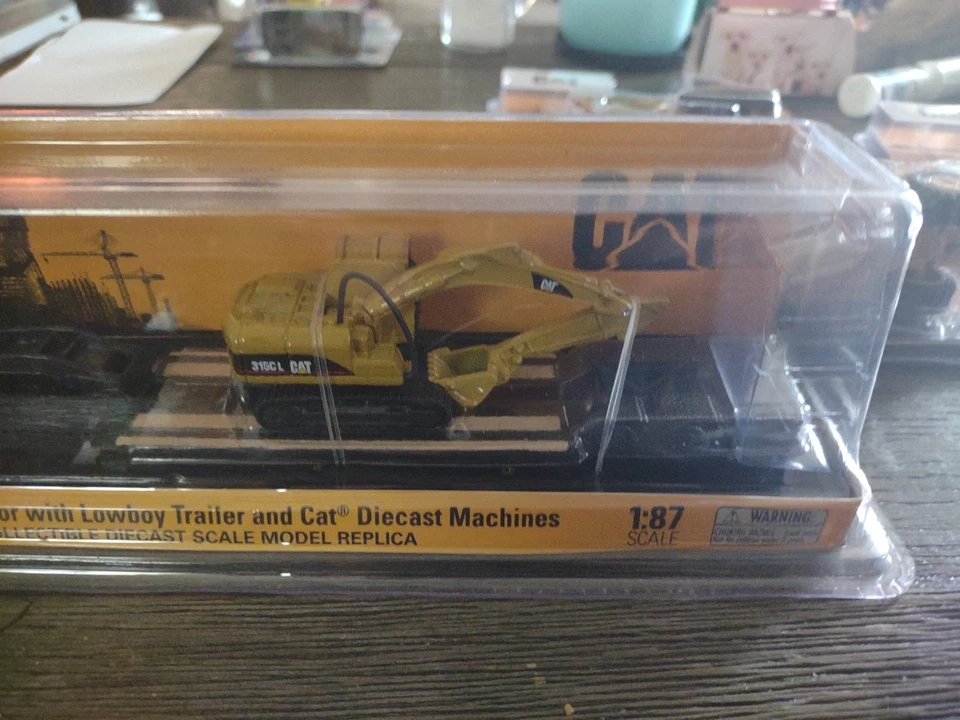 CAT
CAT
315C L CAT
or with Lowboy Trailer and Cat® Diecast Machines
LLECTIBLE DIECAST SCALE MODEL REPLICA
1:87
SCALE
WARNING